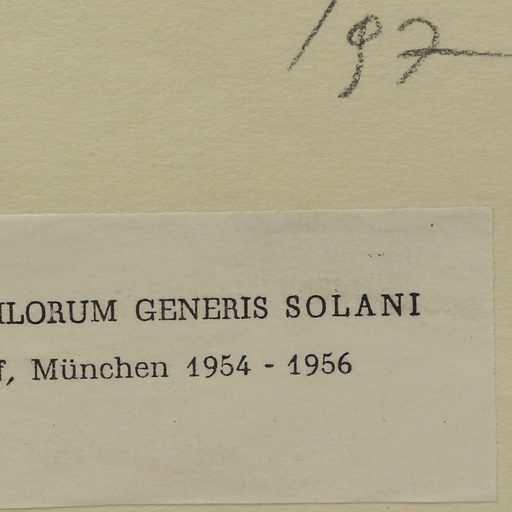 197
ILORUM GENERIS SOLANI
f, München 1954 - 1956